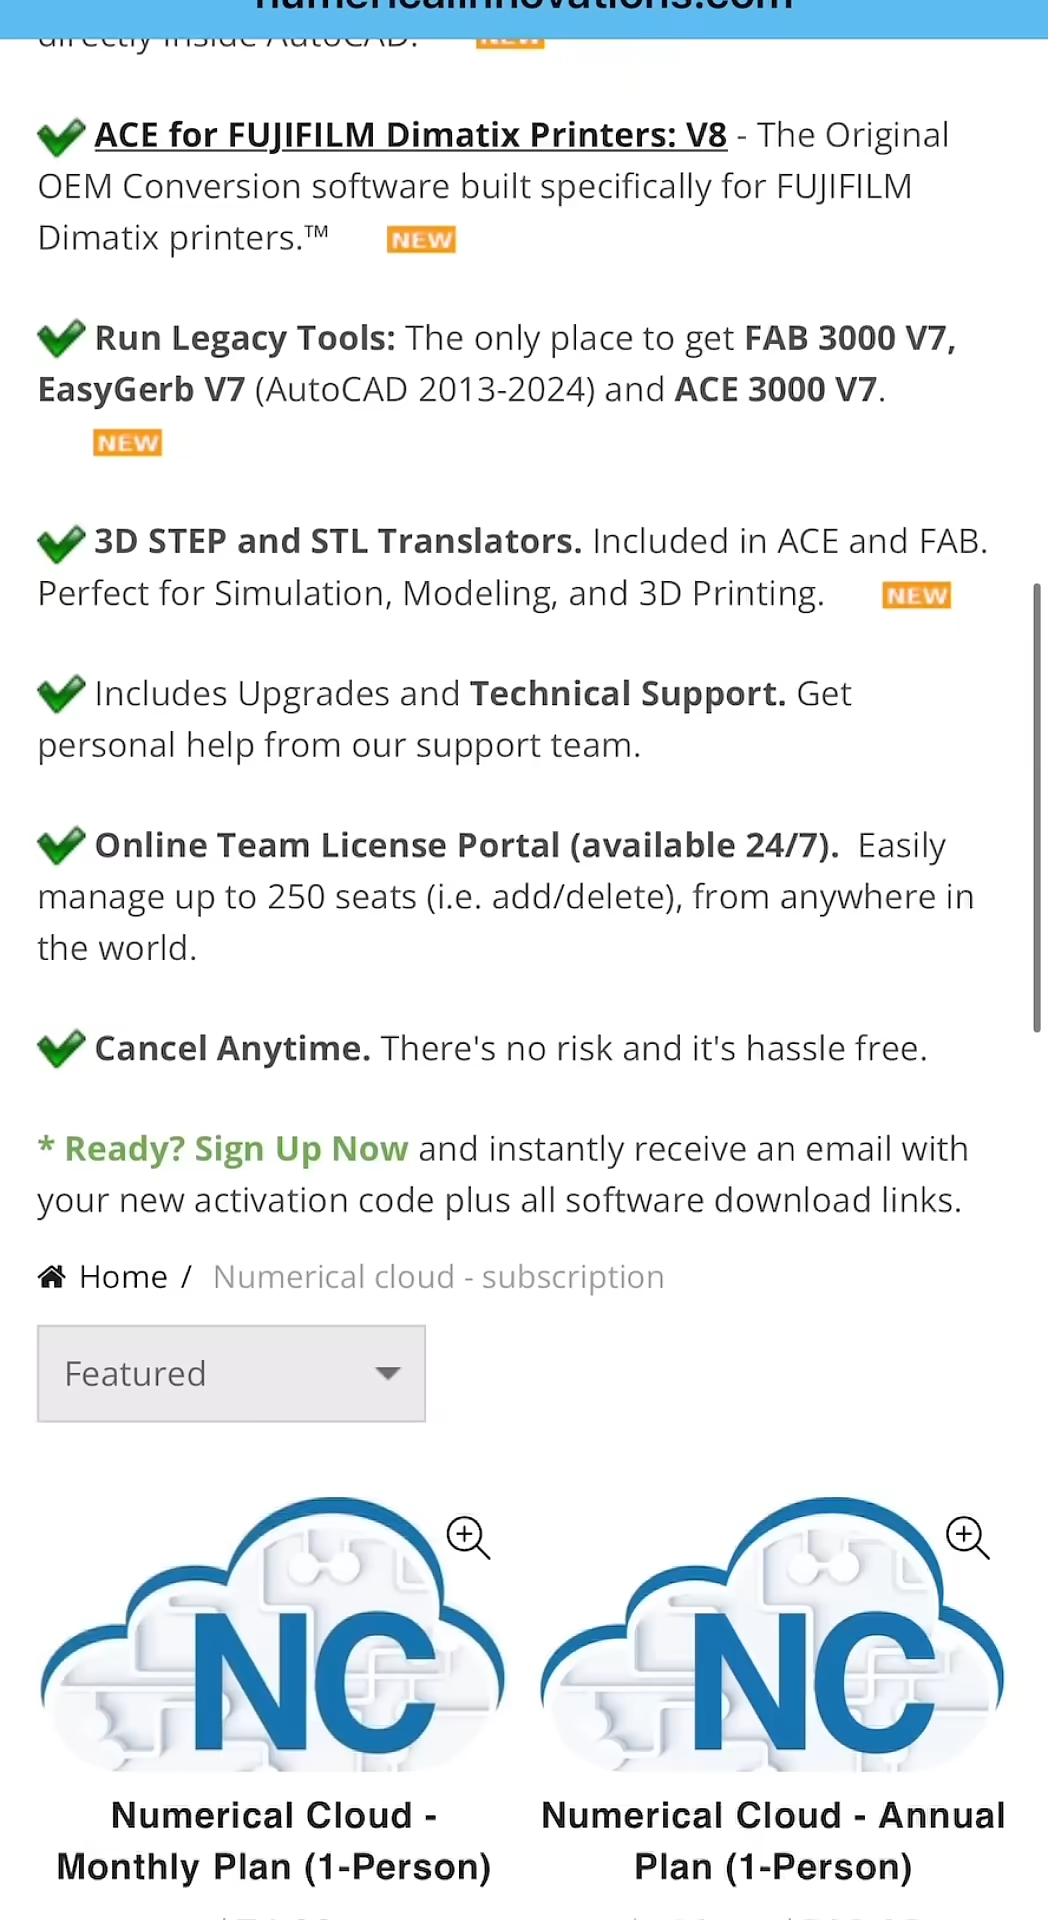 numericalinnovations.com
directly inside AutoCAD. NEW
ACE for FUJIFILM Dimatix Printers: V8 - The Original
OEM Conversion software built specifically for FUJIFILM
Dimatix printers.™ NEW
Run Legacy Tools: The only place to get FAB 3000 V7,
EasyGerb V7 (AutoCAD 2013-2024) and ACE 3000 V7.
NEW
3D STEP and STL Translators. Included in ACE and FAB.
Perfect for Simulation, Modeling, and 3D Printing. NEW
Includes Upgrades and Technical Support. Get
personal help from our support team.
Online Team License Portal (available 24/7). Easily
manage up to 250 seats (i.e. add/delete), from anywhere in
the world.
Cancel Anytime. There's no risk and it's hassle free.
* Ready? Sign Up Now and instantly receive an email with
your new activation code plus all software download links.
Home / Numerical cloud - subscription
Featured
NC
NC
Numerical Cloud -
Monthly Plan (1-Person)
Numerical Cloud - Annual
Plan (1-Person)